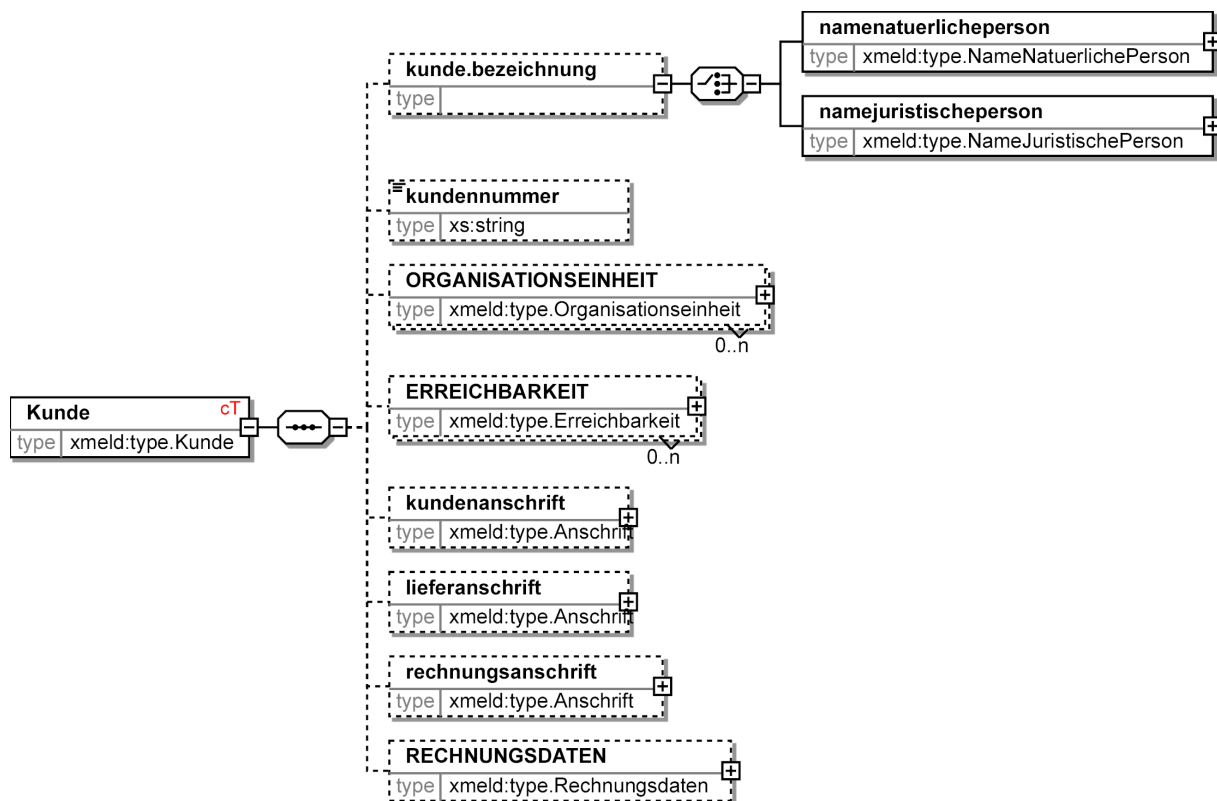 Kunde cT
type xmeld:type.Kunde
kunde.bezeichnung
type
namenatuerlicheperson
type xmeld:type.NameNatuerlichePerson
namejuristischeperson
type xmeld:type.NameJuristischePerson
kundennummer
type xs:string
ORGANISATIONSEINHEIT
type xmeld:type.Organisationseinheit
0..n
ERREICHBARKEIT
type xmeld:type.Erreichbarkeit
0..n
kundenanschrift
type xmeld:type.Anschrift
lieferanschrift
type xmeld:type.Anschrift
rechnungsanschrift
type xmeld:type.Anschrift
RECHNUNGSDATEN
type xmeld:type.Rechnungsdaten